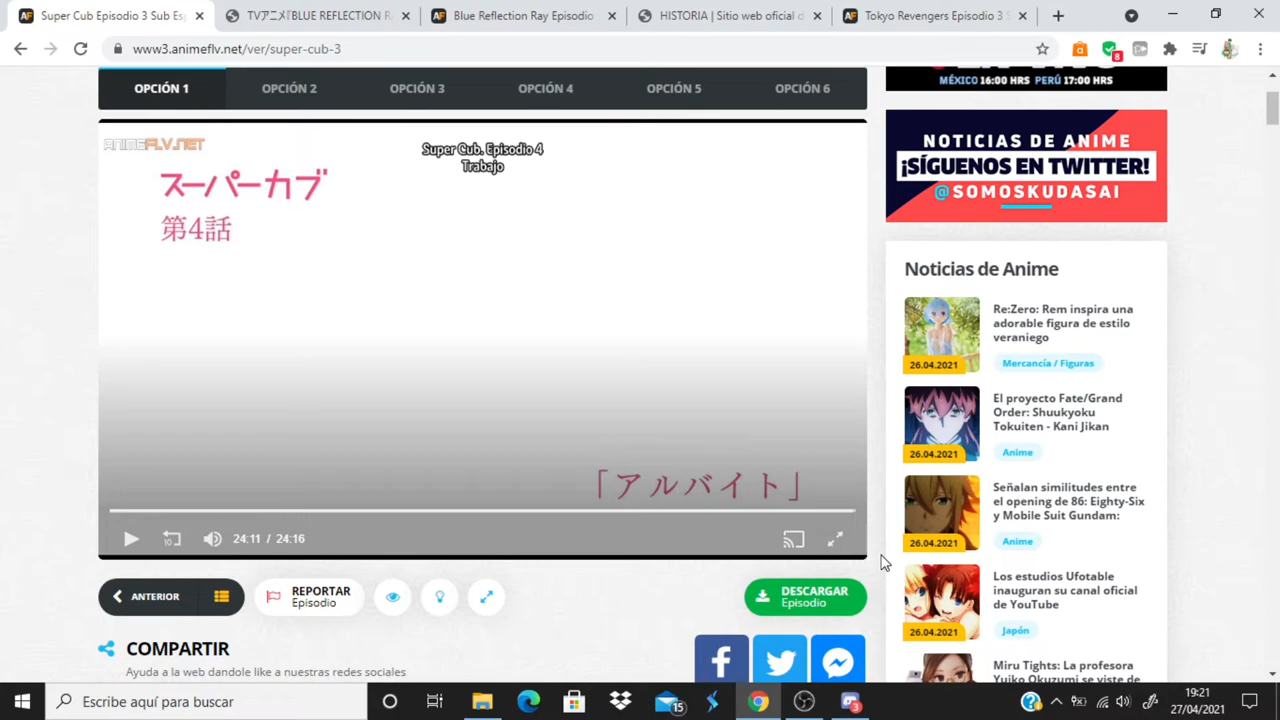 Super Cub Episodio 3 Sub Es
TVアニメ『BLUE REFLECTION R
Blue Reflection Ray Episodio
HISTORIA | Sitio web oficial d
Tokyo Revengers Episodio 3 S
www3.animeflv.net/ver/super-cub-3
8
OPCIÓN 1
OPCIÓN 2
OPCIÓN 3
OPCIÓN 4
OPCIÓN 5
OPCIÓN 6
ANIMEFLV.NET
Super Cub. Episodio 4
Trabajo
スーパーカブ
第4話
「アルバイト」
10
24:11 / 24:16
ANTERIOR
REPORTAR
Episodio
DESCARGAR
Episodio
COMPARTIR
Ayuda a la web dandole like a nuestras redes sociales
MÉXICO 16:00 HRS PERÚ 17:00 HRS
NOTICIAS DE ANIME
¡SÍGUENOS EN TWITTER!
@SOMOSKUDASAI
Noticias de Anime
Re:Zero: Rem inspira una
adorable figura de estilo
veraniego
26.04.2021
Mercancía / Figuras
El proyecto Fate/Grand
Order: Shuukyoku
Tokuiten - Kani Jikan
26.04.2021
Anime
Señalan similitudes entre
el opening de 86: Eighty-Six
y Mobile Suit Gundam:
26.04.2021
Anime
Los estudios Ufotable
inauguran su canal oficial
de YouTube
26.04.2021
Japón
Miru Tights: La profesora
Yuiko Okuzumi se viste de
Escribe aquí para buscar
15
3
19:21
27/04/2021